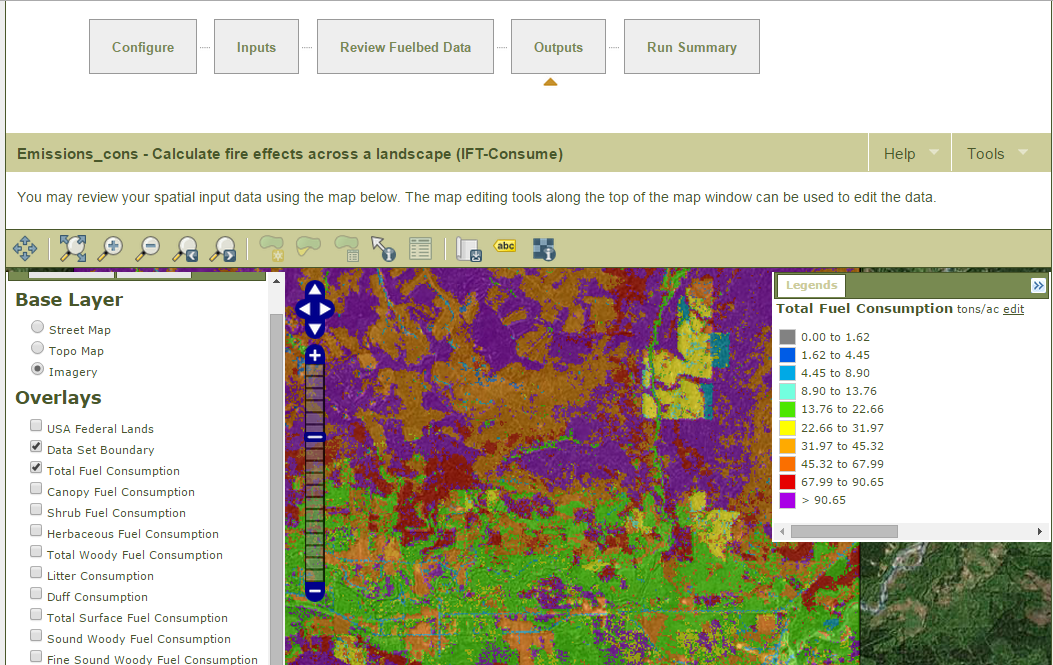 Configure
Inputs
Review Fuelbed Data
Outputs
Run Summary
Emissions_cons - Calculate fire effects across a landscape (IFT-Consume)
Help
Tools
You may review your spatial input data using the map below. The map editing tools along the top of the map window can be used to edit the data.
abc
Base Layer
Street Map
Topo Map
Imagery
Overlays
USA Federal Lands
Data Set Boundary
Total Fuel Consumption
Canopy Fuel Consumption
Shrub Fuel Consumption
Herbaceous Fuel Consumption
Total Woody Fuel Consumption
Litter Consumption
Duff Consumption
Total Surface Fuel Consumption
Sound Woody Fuel Consumption
Fine Sound Woody Fuel Consumption
Legends
Total Fuel Consumption tons/ac edit
0.00 to 1.62
1.62 to 4.45
4.45 to 8.90
8.90 to 13.76
13.76 to 22.66
22.66 to 31.97
31.97 to 45.32
45.32 to 67.99
67.99 to 90.65
> 90.65